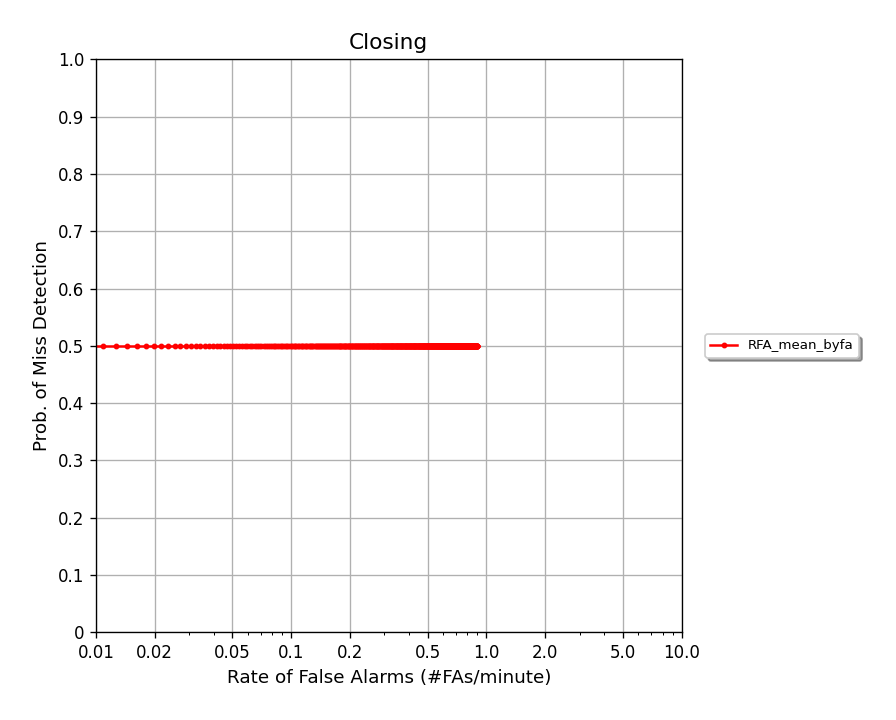 Closing
1.0
0.9
0.8
0.7
0.6
0.5
0.4
0.3
0.2
0.1
0
Prob. of Miss Detection
0.01 0.02 0.05 0.1 0.2 0.5 1.0 2.0 5.0 10.0
Rate of False Alarms (#FAs/minute)
RFA_mean_byfa